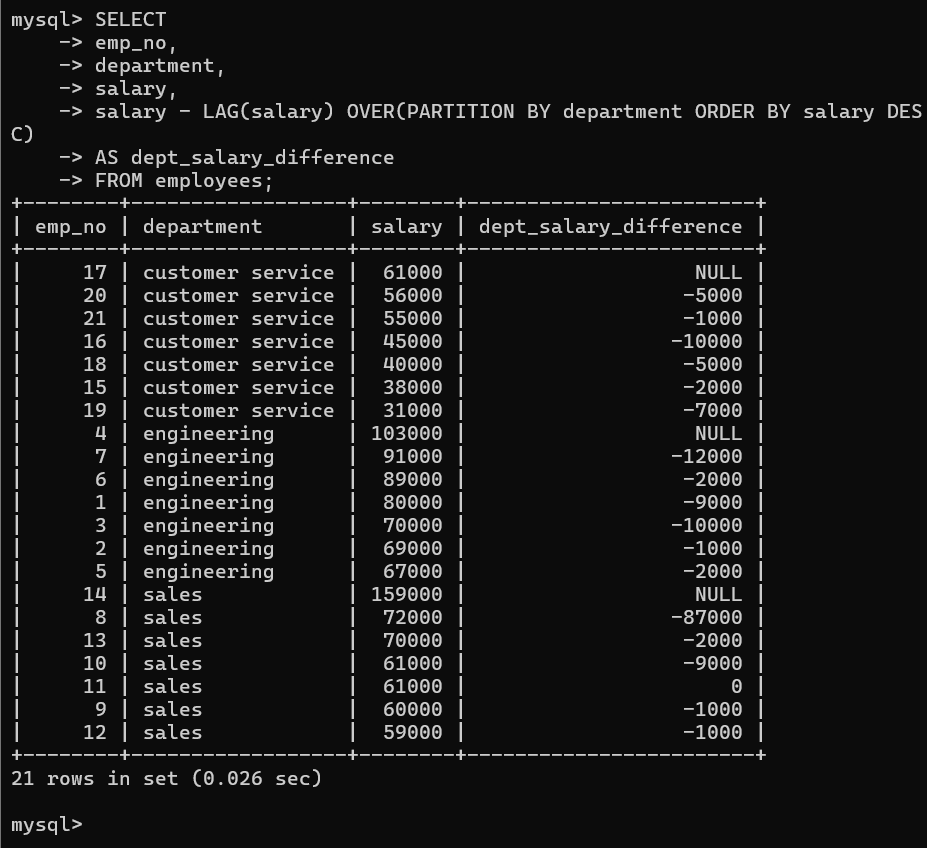 mysql> SELECT
    -> emp_no,
    -> department,
    -> salary,
    -> salary - LAG(salary) OVER(PARTITION BY department ORDER BY salary DES
C)
    -> AS dept_salary_difference
    -> FROM employees;
+--------+------------------+--------+------------------------+
| emp_no | department       | salary | dept_salary_difference |
+--------+------------------+--------+------------------------+
|     17 | customer service |  61000 |                   NULL |
|     20 | customer service |  56000 |                  -5000 |
|     21 | customer service |  55000 |                  -1000 |
|     16 | customer service |  45000 |                 -10000 |
|     18 | customer service |  40000 |                  -5000 |
|     15 | customer service |  38000 |                  -2000 |
|     19 | customer service |  31000 |                  -7000 |
|      4 | engineering      | 103000 |                   NULL |
|      7 | engineering      |  91000 |                 -12000 |
|      6 | engineering      |  89000 |                  -2000 |
|      1 | engineering      |  80000 |                  -9000 |
|      3 | engineering      |  70000 |                 -10000 |
|      2 | engineering      |  69000 |                  -1000 |
|      5 | engineering      |  67000 |                  -2000 |
|     14 | sales            | 159000 |                   NULL |
|      8 | sales            |  72000 |                 -87000 |
|     13 | sales            |  70000 |                  -2000 |
|     10 | sales            |  61000 |                  -9000 |
|     11 | sales            |  61000 |                      0 |
|      9 | sales            |  60000 |                  -1000 |
|     12 | sales            |  59000 |                  -1000 |
+--------+------------------+--------+------------------------+
21 rows in set (0.026 sec)

mysql>